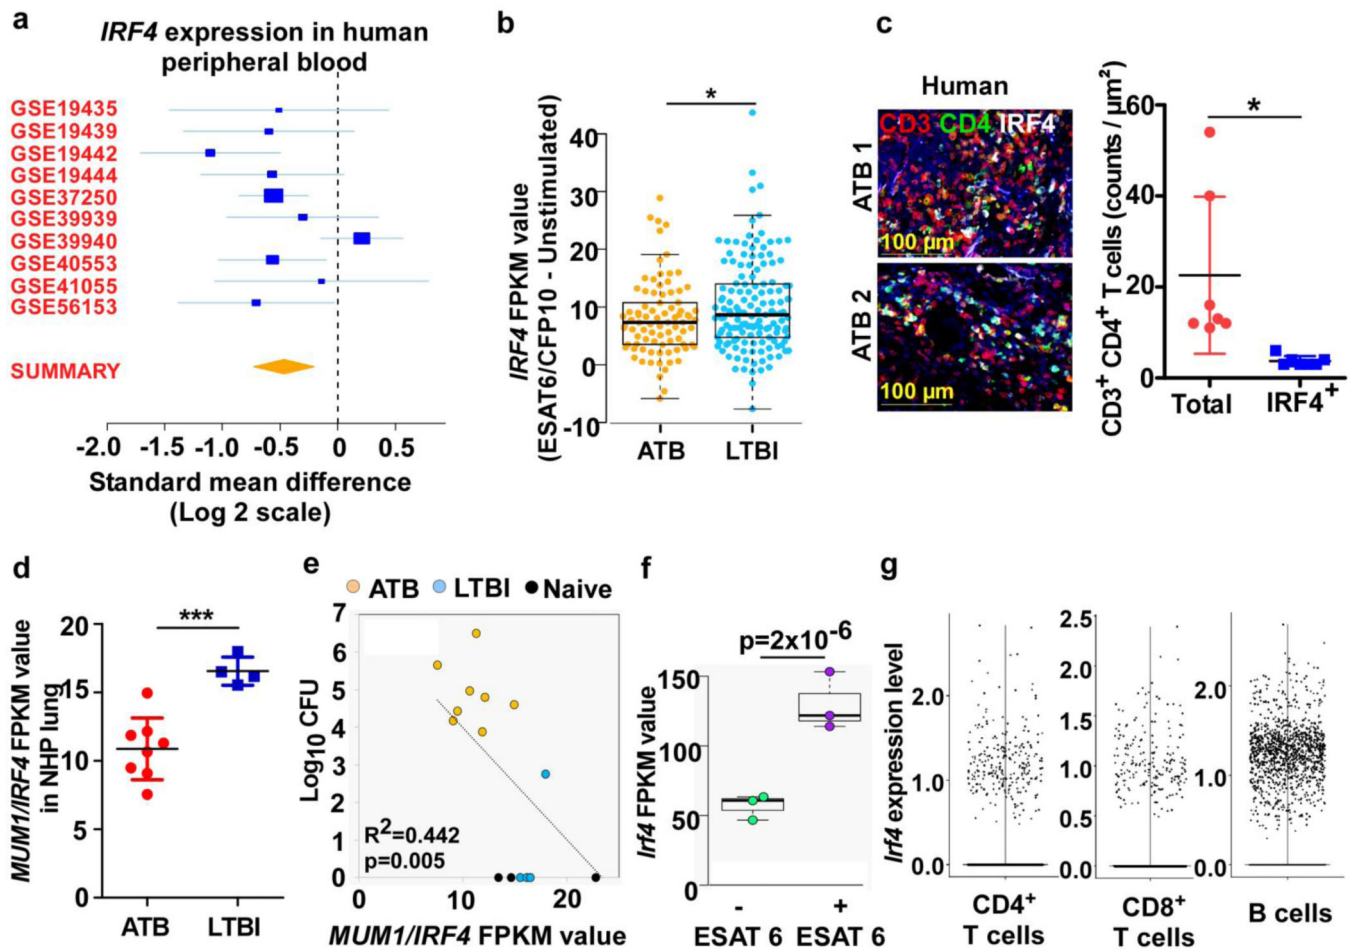 a
IRF4 expression in human
peripheral blood
GSE19435
GSE19439
GSE19442
GSE19444
GSE37250
GSE39939
GSE39940
GSE40553
GSE41055
GSE56153
SUMMARY
-2.0 -1.5 -1.0 -0.5 0 0.5
Standard mean difference
(Log 2 scale)
b
IRF4 FPKM value
(ESAT6/CFP10 - Unstimulated)
*
40
30
20
10
0
-10
ATB LTBI
c
Human
CD3 CD4 IRF4
ATB 1
100 µm
ATB 2
100 µm
CD3+ CD4+ T cells (counts / µm²)
60
40
20
0
*
Total IRF4+
d
MUM1/IRF4 FPKM value
in NHP lung
***
20
15
10
5
0
ATB LTBI
e
ATB LTBI Naive
Log10 CFU
7
6
5
4
3
2
1
0
R²=0.442
p=0.005
0 10 20
MUM1/IRF4 FPKM value
f
p=2x10-6
Irf4 FPKM value
150
100
50
0
- +
ESAT 6 ESAT 6
g
Irf4 expression level
2.0
1.0
0.0
CD4+
T cells
2.5
2.0
1.5
1.0
0.5
0.0
CD8+
T cells
2.0
1.0
0.0
B cells